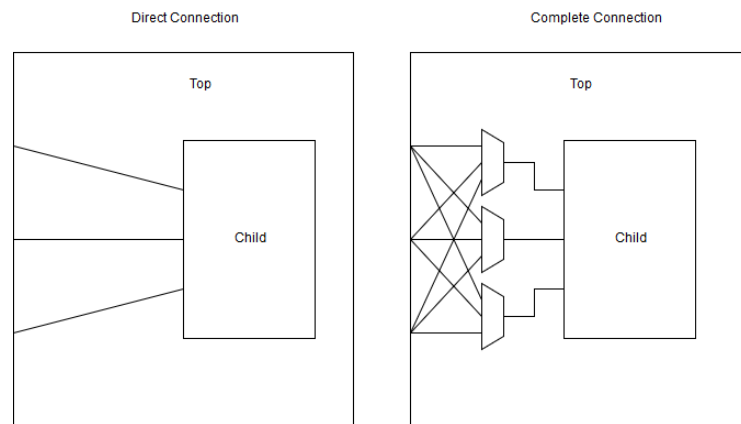 Direct Connection
Complete Connection
Top
Top
Child
Child